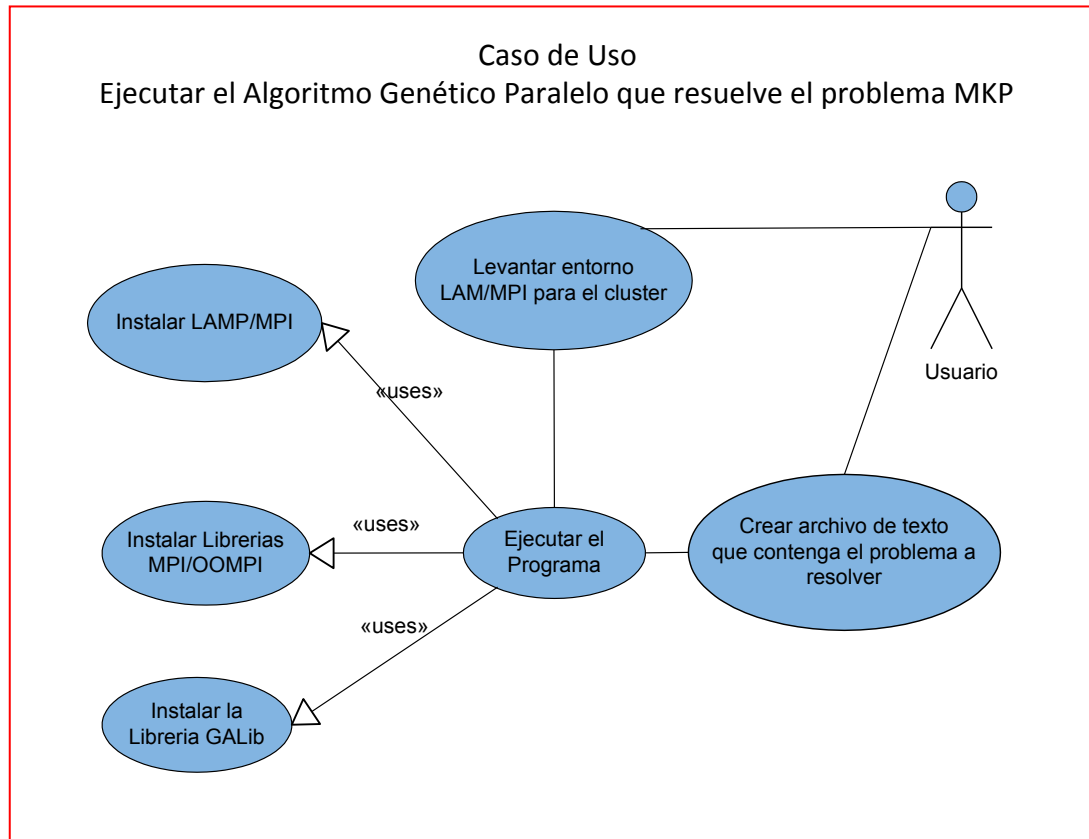 Caso de Uso
Ejecutar el Algoritmo Genético Paralelo que resuelve el problema MKP
Levantar entorno
LAM/MPI para el cluster
Instalar LAMP/MPI
Usuario
«uses»
Instalar Librerias
MPI/OOMPI
«uses»
Ejecutar el
Programa
Crear archivo de texto
que contenga el problema a
resolver
«uses»
Instalar la
Libreria GALib